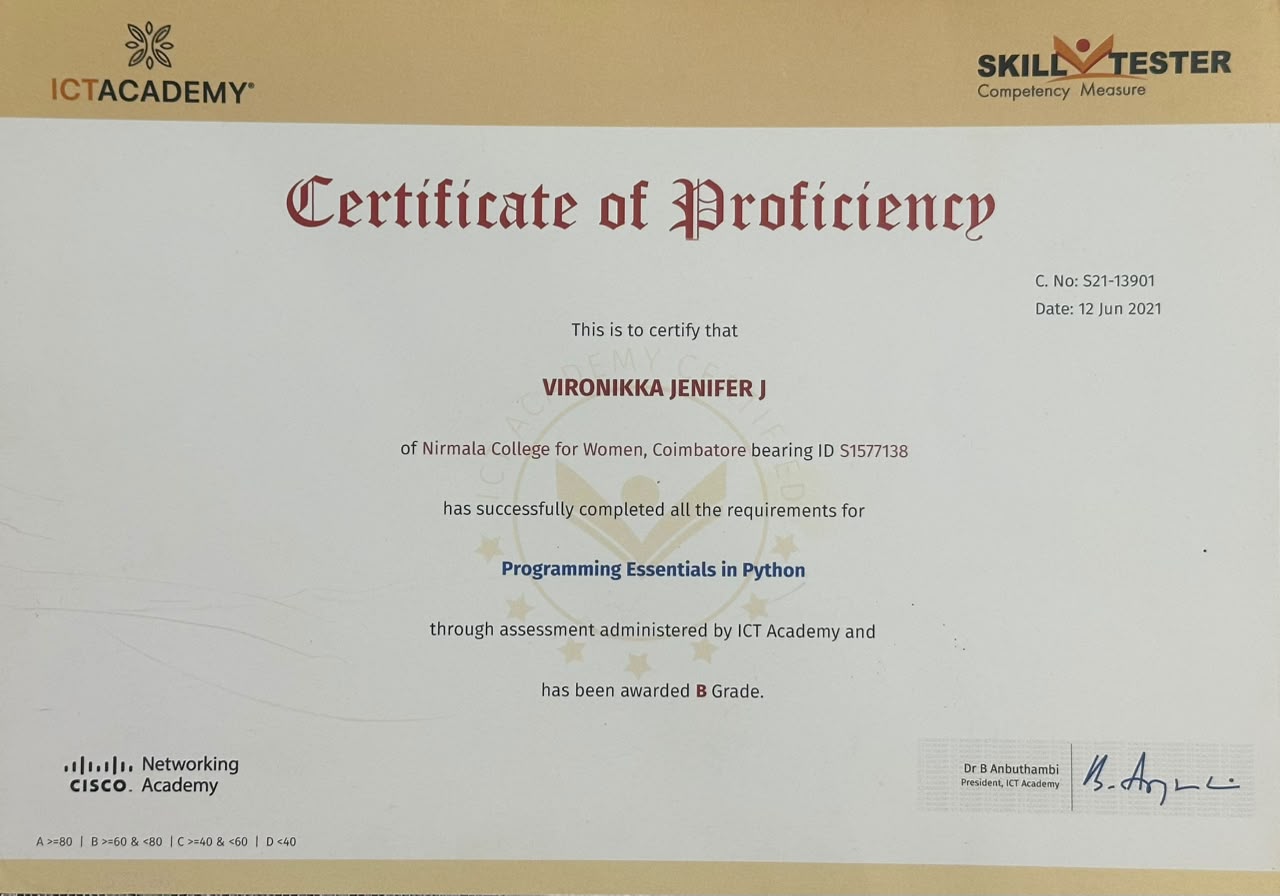 ICTACADEMY®
SKILL TESTER
Competency Measure
Certificate of Proficiency
C. No: S21-13901
Date: 12 Jun 2021
This is to certify that
VIRONIKKA JENIFER J
of Nirmala College for Women, Coimbatore bearing ID S1577138
has successfully completed all the requirements for
Programming Essentials in Python
through assessment administered by ICT Academy and
has been awarded B Grade.
ICT ACADEMY CERTIFIED
Networking
CISCO. Academy
Dr B Anbuthambi
President, ICT Academy
A >=80 | B >=60 & <80 | C >=40 & <60 | D <40